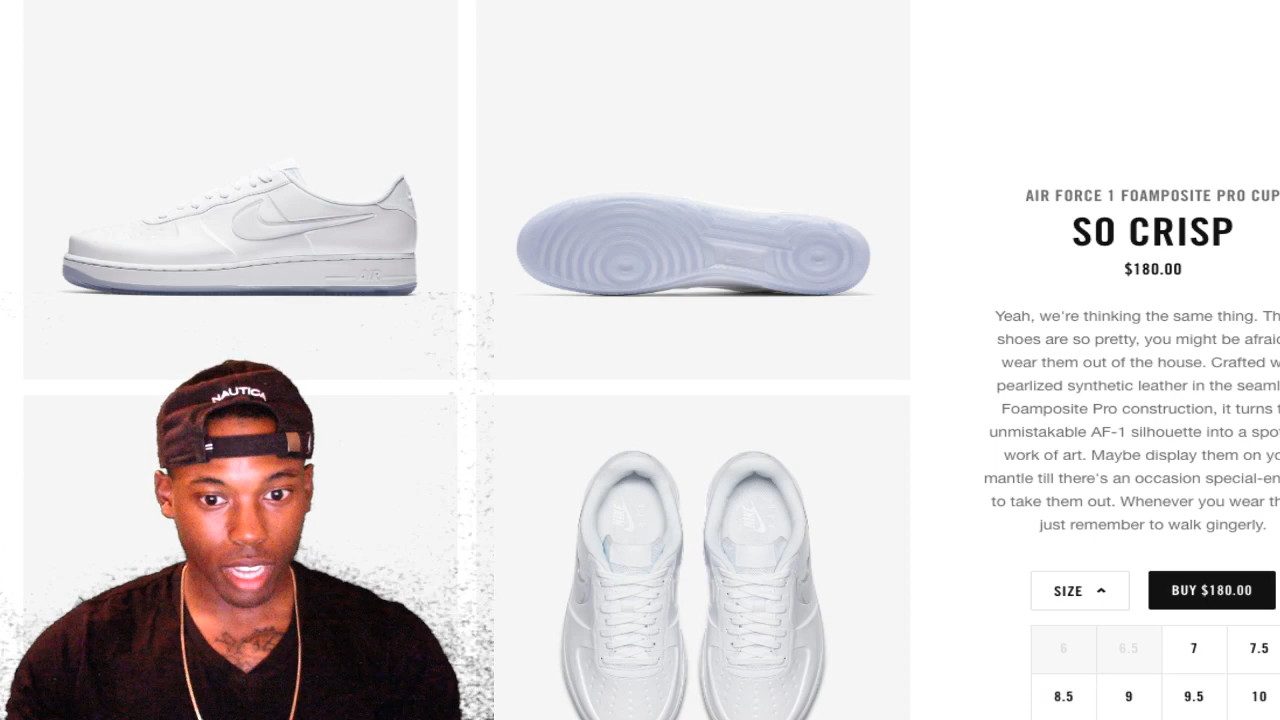 AIR
NAUTICA
NIKE
AIR FORCE 1 FOAMPOSITE PRO CUP
SO CRISP
$180.00
Yeah, we're thinking the same thing. Th
shoes are so pretty, you might be afraid
wear them out of the house. Crafted w
pearlized synthetic leather in the seaml
Foamposite Pro construction, it turns t
unmistakable AF-1 silhouette into a spot
work of art. Maybe display them on yo
mantle till there's an occasion special-en
to take them out. Whenever you wear th
just remember to walk gingerly.
SIZE
BUY $180.00
6 6.5 7 7.5
8.5 9 9.5 10